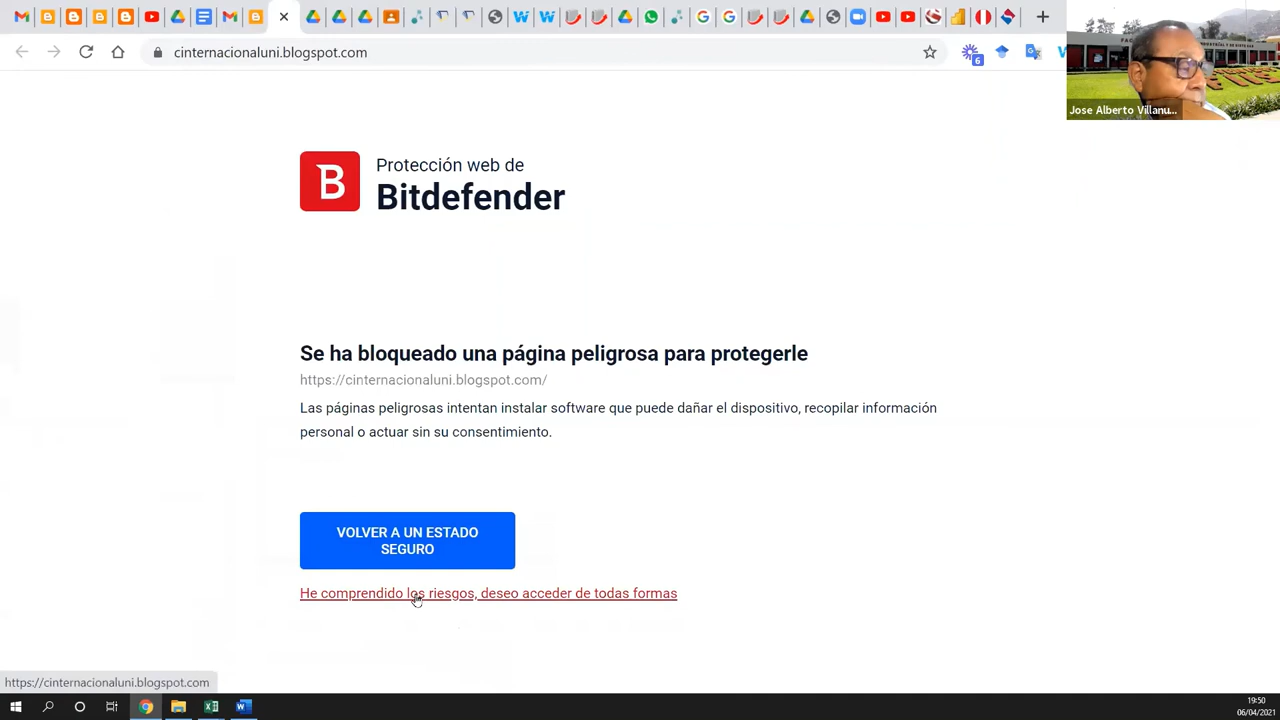 cinternacionaluni.blogspot.com
6
Jose Alberto Villanu...
B
Protección web de
Bitdefender
Se ha bloqueado una página peligrosa para protegerle
https://cinternacionaluni.blogspot.com/
Las páginas peligrosas intentan instalar software que puede dañar el dispositivo, recopilar información
personal o actuar sin su consentimiento.
VOLVER A UN ESTADO
SEGURO
He comprendido los riesgos, deseo acceder de todas formas
https://cinternacionaluni.blogspot.com
19:50
06/04/2021